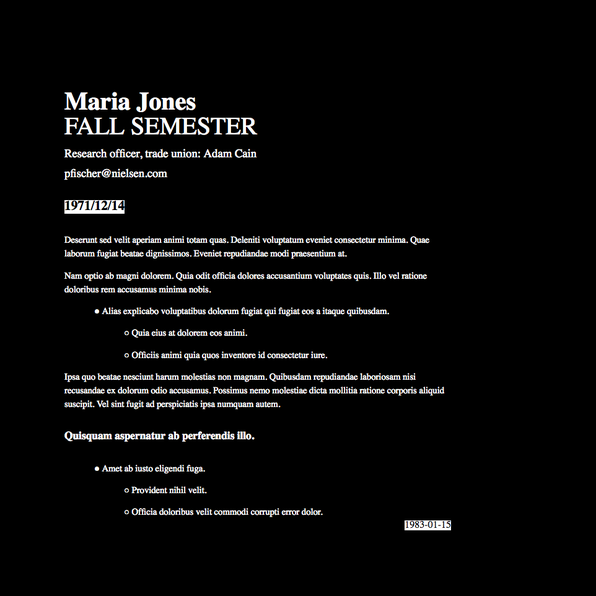 Maria Jones
FALL SEMESTER
Research officer, trade union: Adam Cain
pfischer@nielsen.com
1971/12/14
Deserunt sed velit aperiam animi totam quas. Deleniti voluptatum eveniet consectetur minima. Quae
laborum fugiat beatae dignissimos. Eveniet repudiandae modi praesentium at.
Nam optio ab magni dolorem. Quia odit officia dolores accusantium voluptates quis. Illo vel ratione
doloribus rem accusamus minima nobis.
Alias explicabo voluptatibus dolorum fugiat qui fugiat eos a itaque quibusdam.
Quia eius at dolorem eos animi.
Officiis animi quia quos inventore id consectetur iure.
Ipsa quo beatae nesciunt harum molestias non magnam. Quibusdam repudiandae laboriosam nisi
recusandae ex dolorum odio accusamus. Possimus nemo molestiae dicta mollitia ratione corporis aliquid
suscipit. Vel sint fugit ad perspiciatis ipsa numquam autem.
Quisquam aspernatur ab perferendis illo.
Amet ab iusto eligendi fuga.
Provident nihil velit.
Officia doloribus velit commodi corrupti error dolor.
1983-01-15